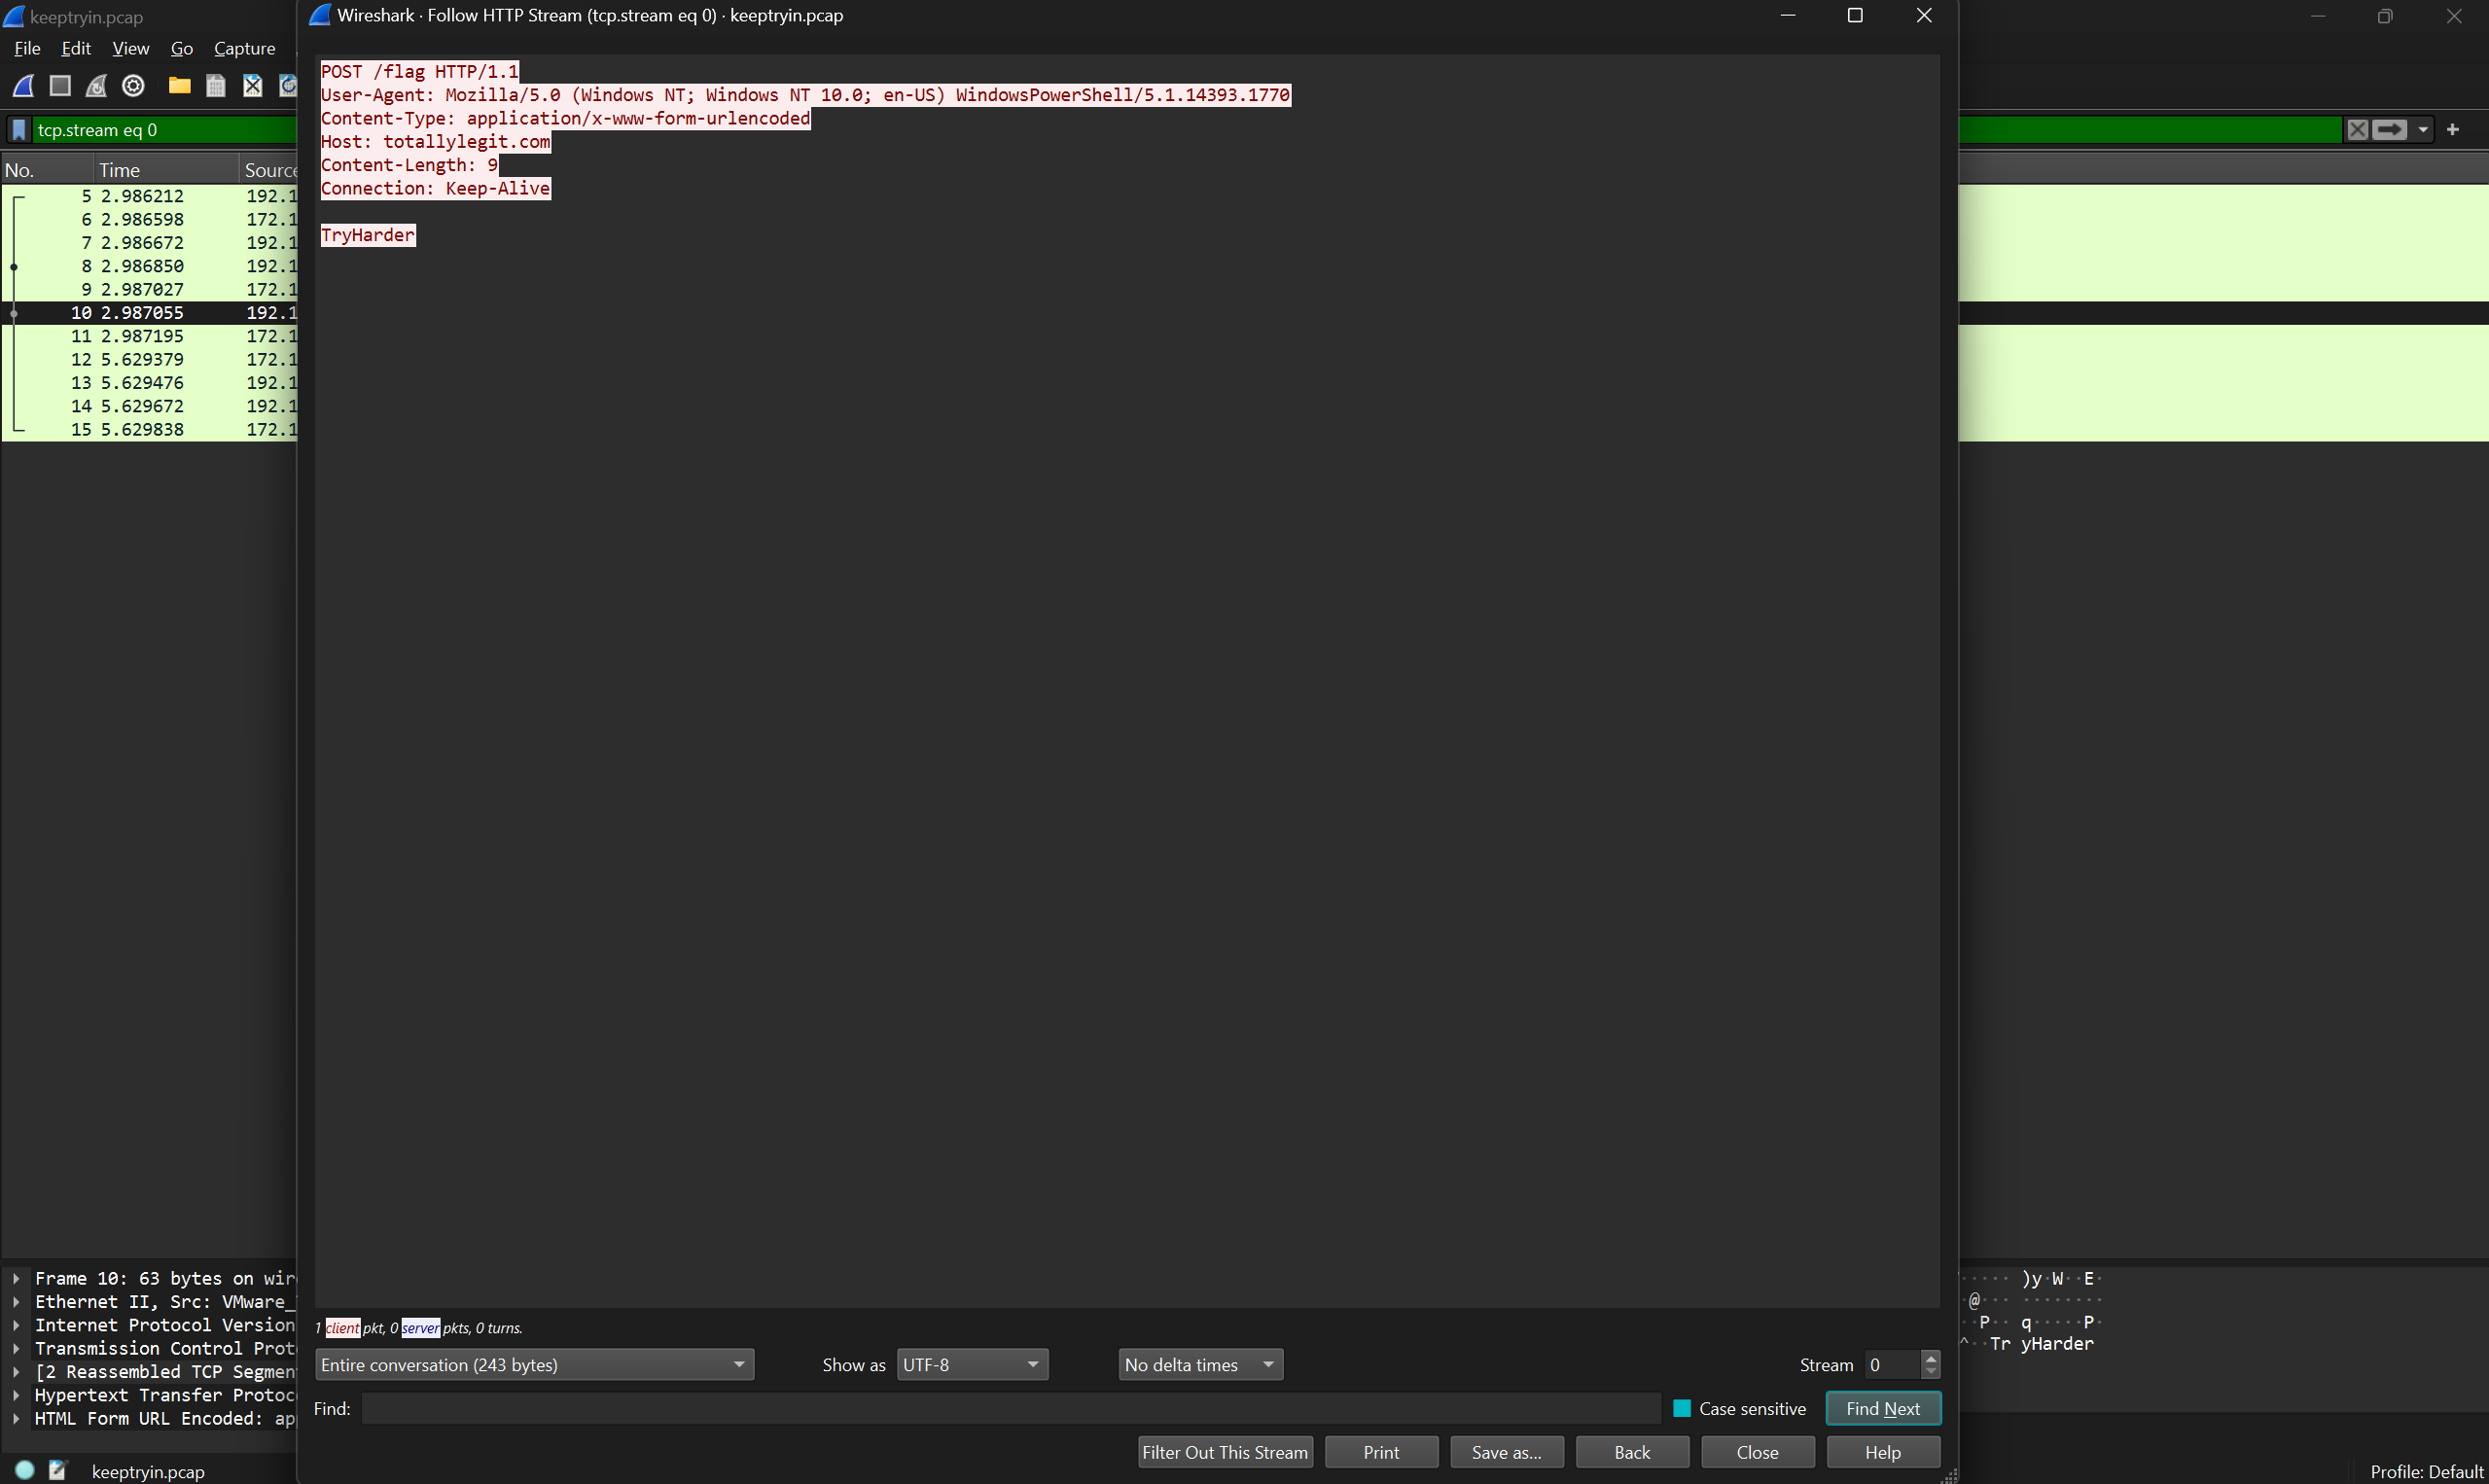 keeptryin.pcap
Wireshark · Follow HTTP Stream (tcp.stream eq 0) · keeptryin.pcap
File Edit View Go Capture
tcp.stream eq 0
No. Time Source
5 2.986212 192.1
6 2.986598 172.1
7 2.986672 192.1
8 2.986850 192.1
9 2.987027 172.1
10 2.987055 192.1
11 2.987195 172.1
12 5.629379 172.1
13 5.629476 192.1
14 5.629672 192.1
15 5.629838 172.1
POST /flag HTTP/1.1
User-Agent: Mozilla/5.0 (Windows NT; Windows NT 10.0; en-US) WindowsPowerShell/5.1.14393.1770
Content-Type: application/x-www-form-urlencoded
Host: totallylegit.com
Content-Length: 9
Connection: Keep-Alive
TryHarder
Frame 10: 63 bytes on wir
Ethernet II, Src: VMware_
Internet Protocol Version
Transmission Control Prot
[2 Reassembled TCP Segmen
Hypertext Transfer Protoc
HTML Form URL Encoded: ap
····· )y·W··E·
·@··· ········
··P·· q·····P·
^··Tr yHarder
1 client pkt, 0 server pkts, 0 turns.
Entire conversation (243 bytes) Show as UTF-8 No delta times Stream 0
Find: Case sensitive Find Next
Filter Out This Stream Print Save as... Back Close Help
keeptryin.pcap
Profile: Default